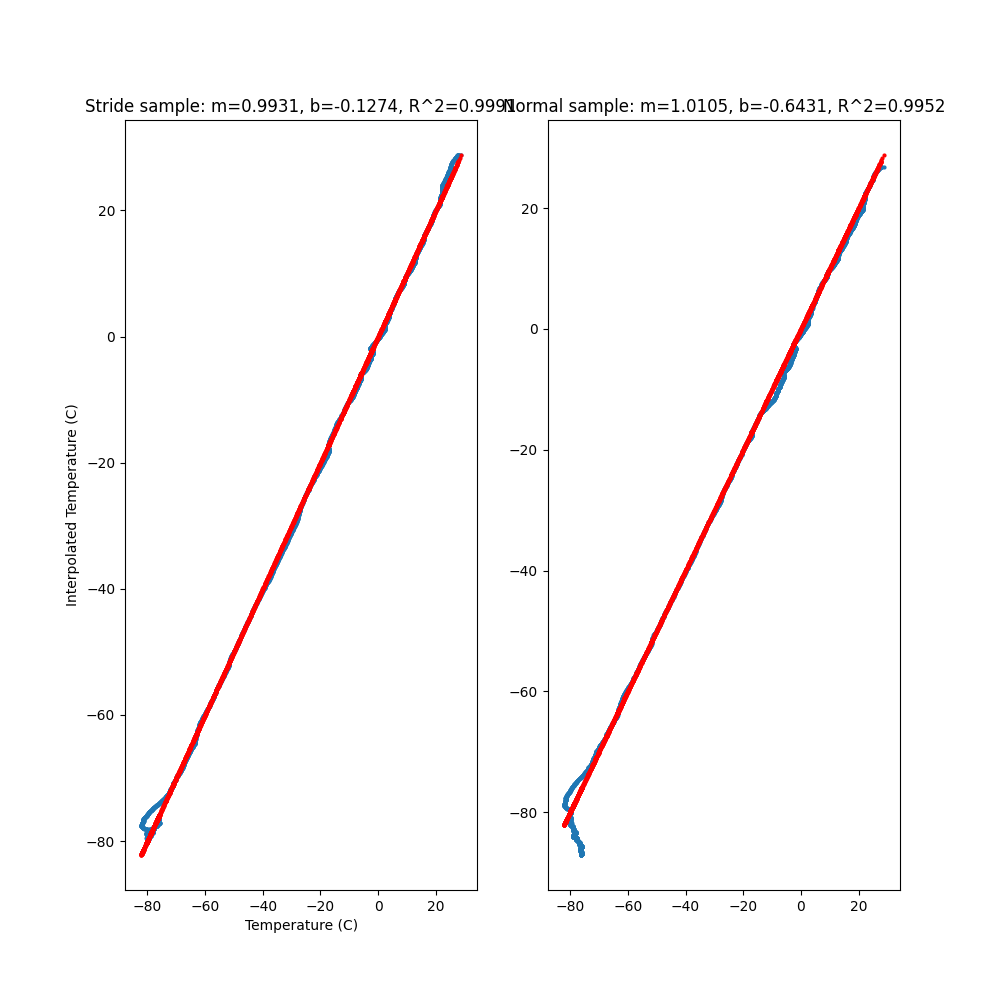 Stride sample: m=0.9931, b=-0.1274, R^2=0.9991
Normal sample: m=1.0105, b=-0.6431, R^2=0.9952
20
0
−20
−40
−60
−80
Interpolated Temperature (C)
−80 −60 −40 −20 0 20
Temperature (C)
20
0
−20
−40
−60
−80
−80 −60 −40 −20 0 20